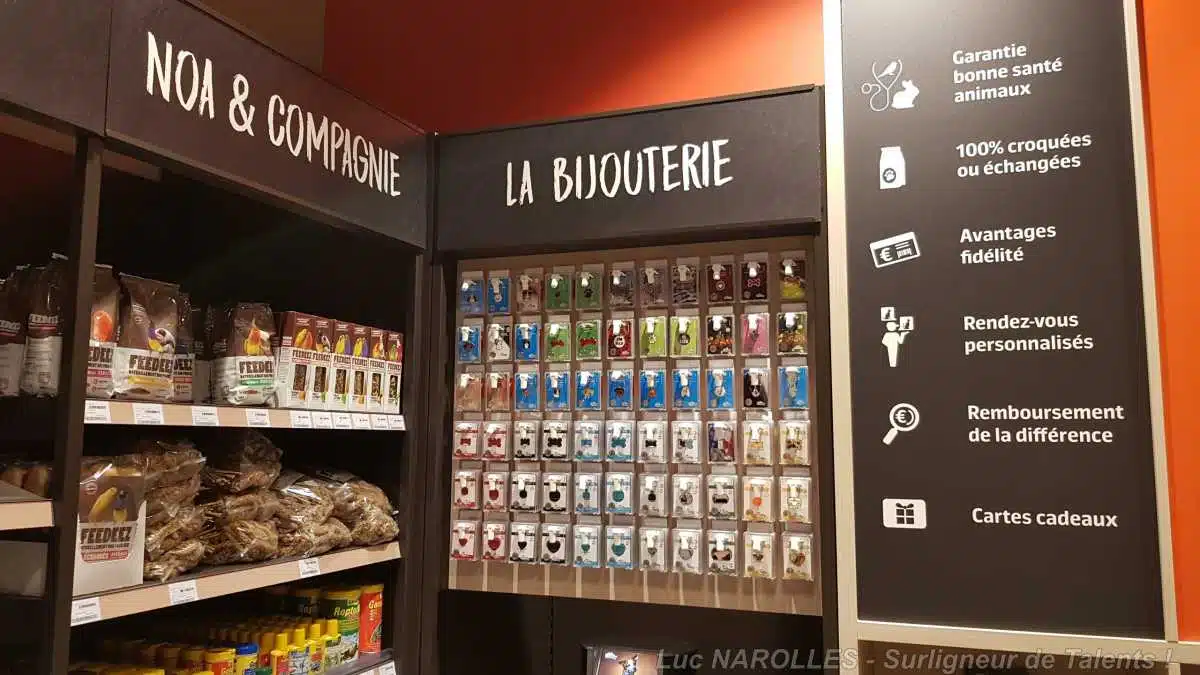 NOA & COMPAGNIE
LA BIJOUTERIE
Garantie
bonne santé
animaux
100% croquées
ou échangées
Avantages
fidélité
Rendez-vous
personnalisés
Remboursement
de la différence
Cartes cadeaux
FEEDEEZ
FEEDEEZ
FEEDEEZ
Luc NAROLLES - Surligneur de Talents !